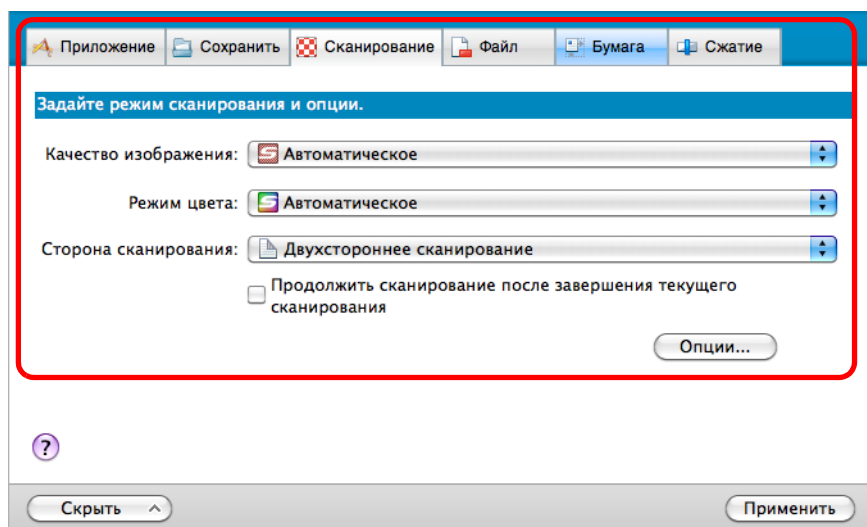 Приложение Сохранить Сканирование Файл Бумага Сжатие
Задайте режим сканирования и опции.
Качество изображения: Автоматическое
Режим цвета: Автоматическое
Сторона сканирования: Двухстороннее сканирование
Продолжить сканирование после завершения текущего
сканирования
Опции...
?
Скрыть Применить